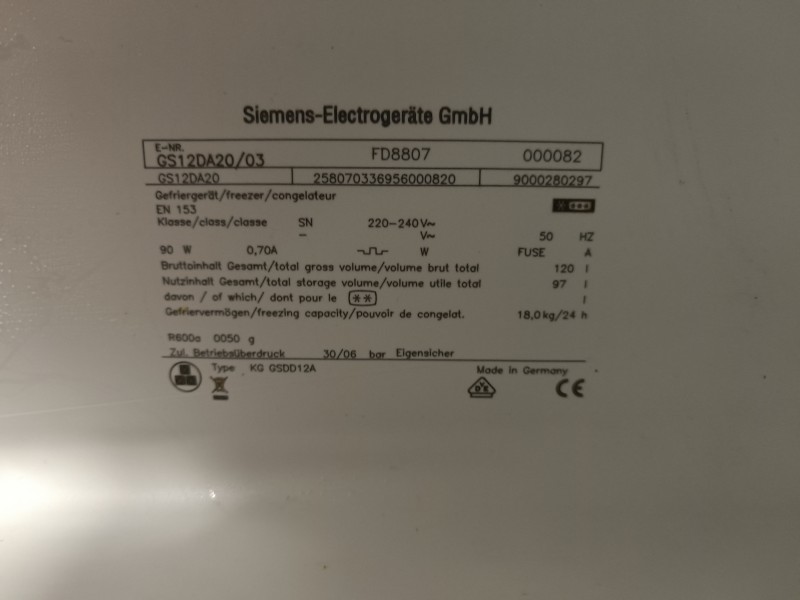 Siemens-Electrogeräte GmbH
E-NR. GS12DA20/03 FD8807 000082
GS12DA20 258070336956000820 9000280297
Gefriergerät/freezer/congelateur
EN 153
Klasse/class/classe SN 220-240 V~
- V~ 50 HZ
90 W 0,70A W FUSE A
Bruttoinhalt Gesamt/total gross volume/volume brut total 120 l
Nutzinhalt Gesamt/total storage volume/volume utile total 97 l
davon / of which/ dont pour le ** l
Gefriervermögen/freezing capacity/pouvoir de congelat. 18,0kg/24 h
R600a 0050 g
Zul. Betriebsüberdruck 30/06 bar Eigensicher
Type KG GSDD12A Made in Germany
VDE CE